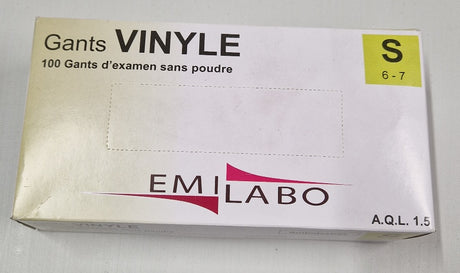 Gants VINYLE
100 Gants d'examen sans poudre
S
6 - 7
EMILABO
A.Q.L. 1.5
VINYLE